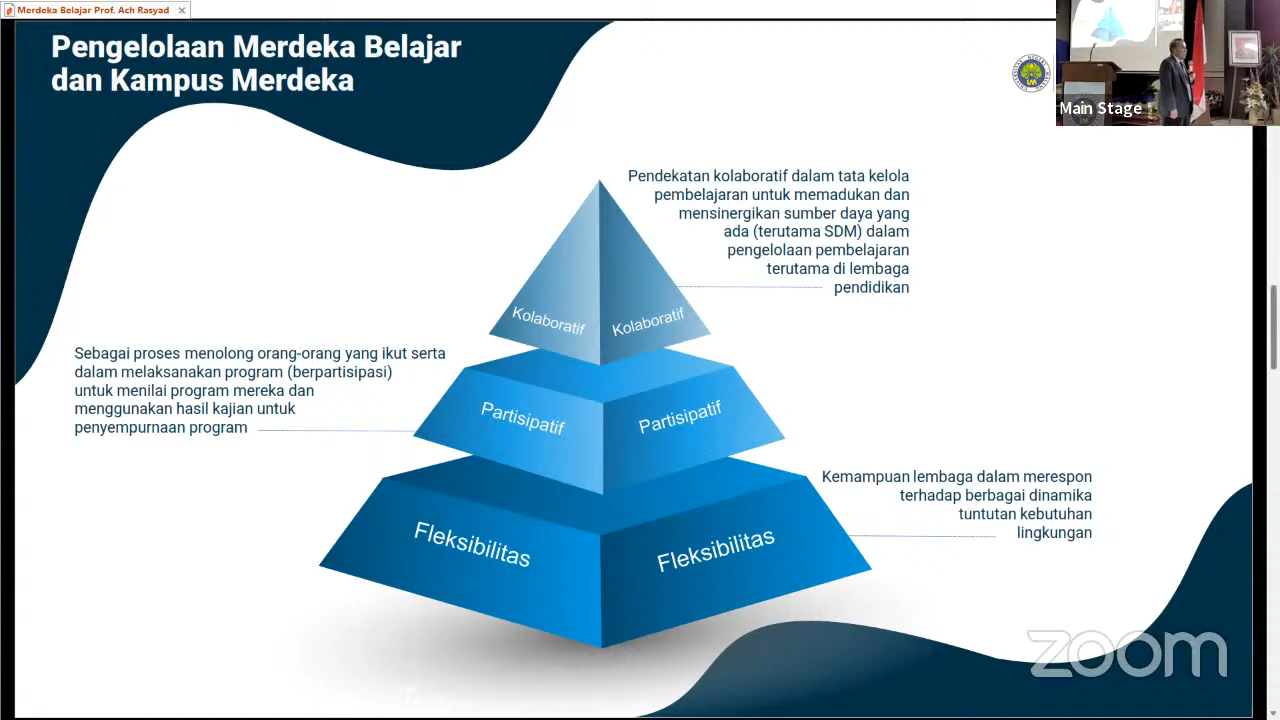 Merdeka Belajar Prof. Ach Rasyad
Pengelolaan Merdeka Belajar
dan Kampus Merdeka
Main Stage
Pendekatan kolaboratif dalam tata kelola
pembelajaran untuk memadukan dan
mensinergikan sumber daya yang
ada (terutama SDM) dalam
pengelolaan pembelajaran
terutama di lembaga
pendidikan
Kolaboratif
Kolaboratif
Sebagai proses menolong orang-orang yang ikut serta
dalam melaksanakan program (berpartisipasi)
untuk menilai program mereka dan
menggunakan hasil kajian untuk
penyempurnaan program
Partisipatif
Partisipatif
Kemampuan lembaga dalam merespon
terhadap berbagai dinamika
tuntutan kebutuhan
lingkungan
Fleksibilitas
Fleksibilitas
zoom